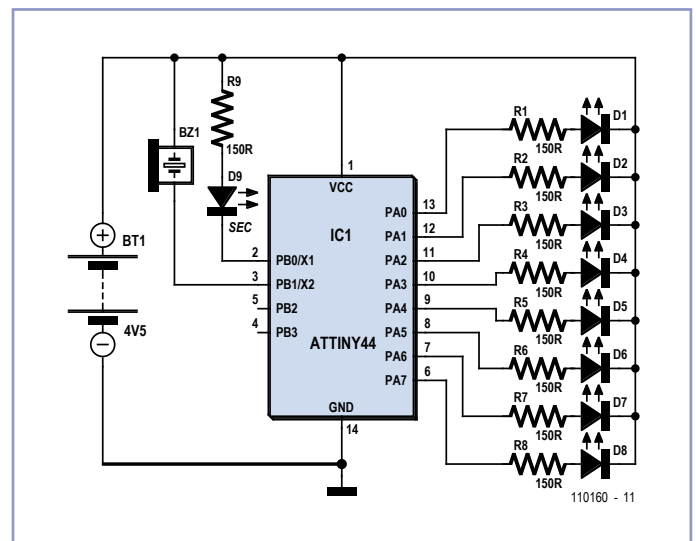 R9
150R
BZ1
D9
SEC
BT1
4V5
1
VCC
IC1
ATTINY44
GND
14
2 PB0/X1
3 PB1/X2
5 PB2
4 PB3
PA0 13
PA1 12
PA2 11
PA3 10
PA4 9
PA5 8
PA6 7
PA7 6
R1 D1
150R
R2 D2
150R
R3 D3
150R
R4 D4
150R
R5 D5
150R
R6 D6
150R
R7 D7
150R
R8 D8
150R
110160 - 11